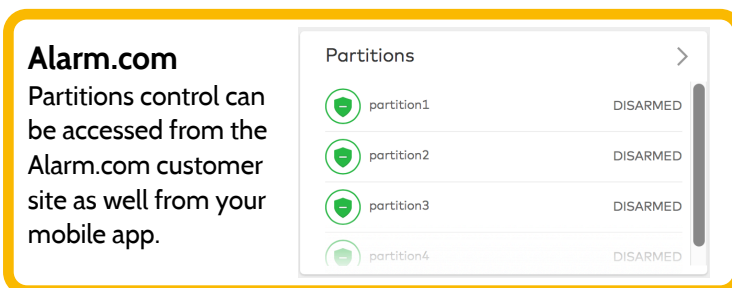 Alarm.com
Partitions control can
be accessed from the
Alarm.com customer
site as well from your
mobile app.
Partitions
partition1 DISARMED
partition2 DISARMED
partition3 DISARMED
partition4 DISARMED